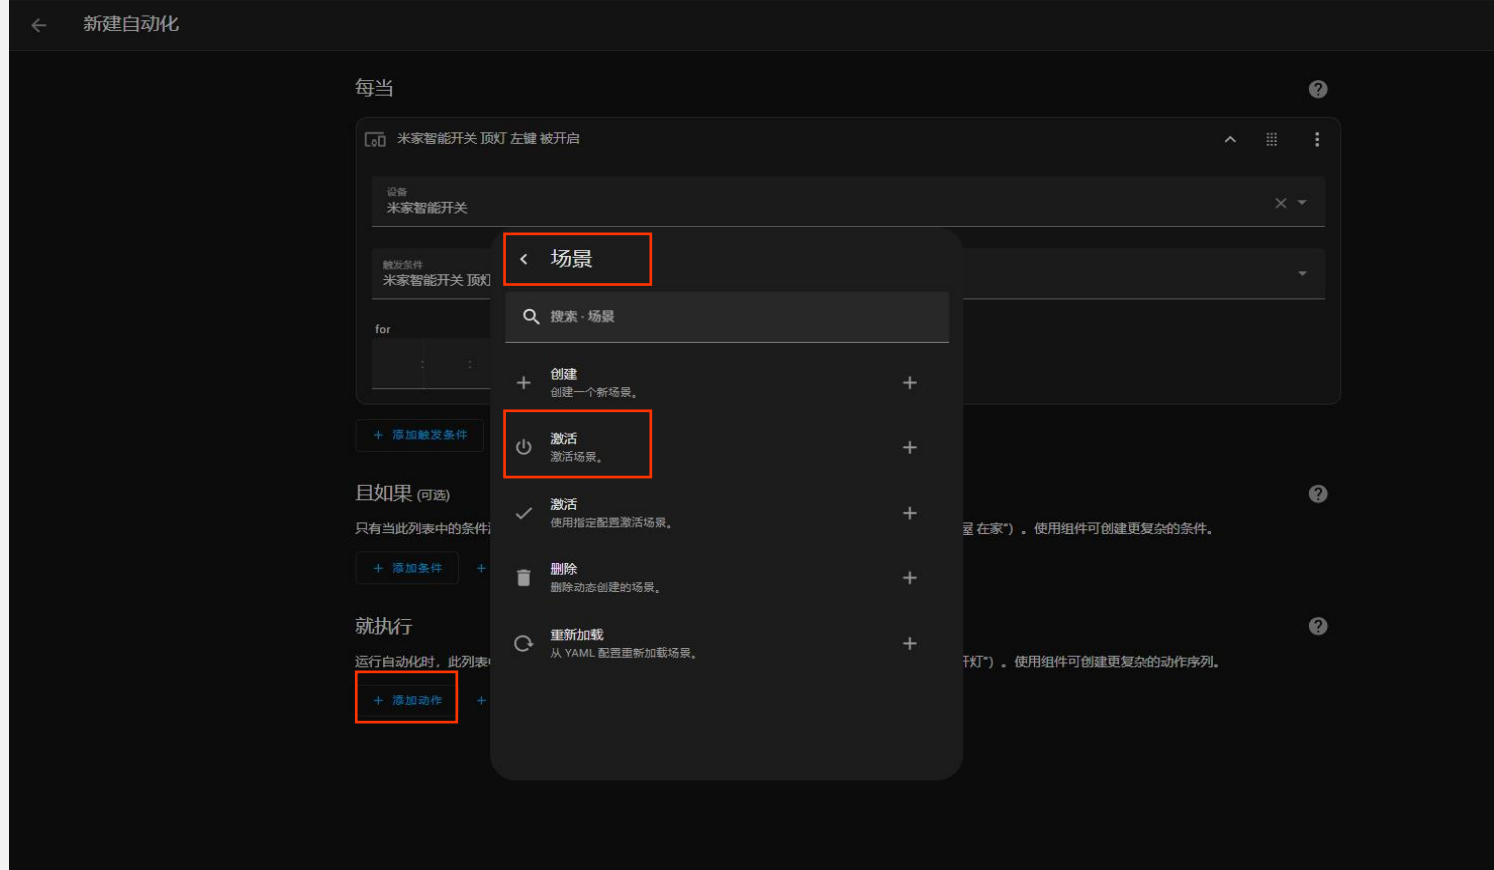 新建自动化
每当
米家智能开关 顶灯 左键 被开启
设备
米家智能开关
触发条件
米家智能开关 顶灯
for
: :
+ 添加触发条件
且如果 (可选)
只有当此列表中的条件
在家"）。使用组件可创建更复杂的条件。
+ 添加条件 +
就执行
运行自动化时，此列表
灯"）。使用组件可创建更复杂的动作序列。
+ 添加动作 +
场景
搜索 - 场景
创建
创建一个新场景。
激活
激活场景。
激活
使用指定配置激活场景。
删除
删除动态创建的场景。
重新加载
从 YAML 配置重新加载场景。